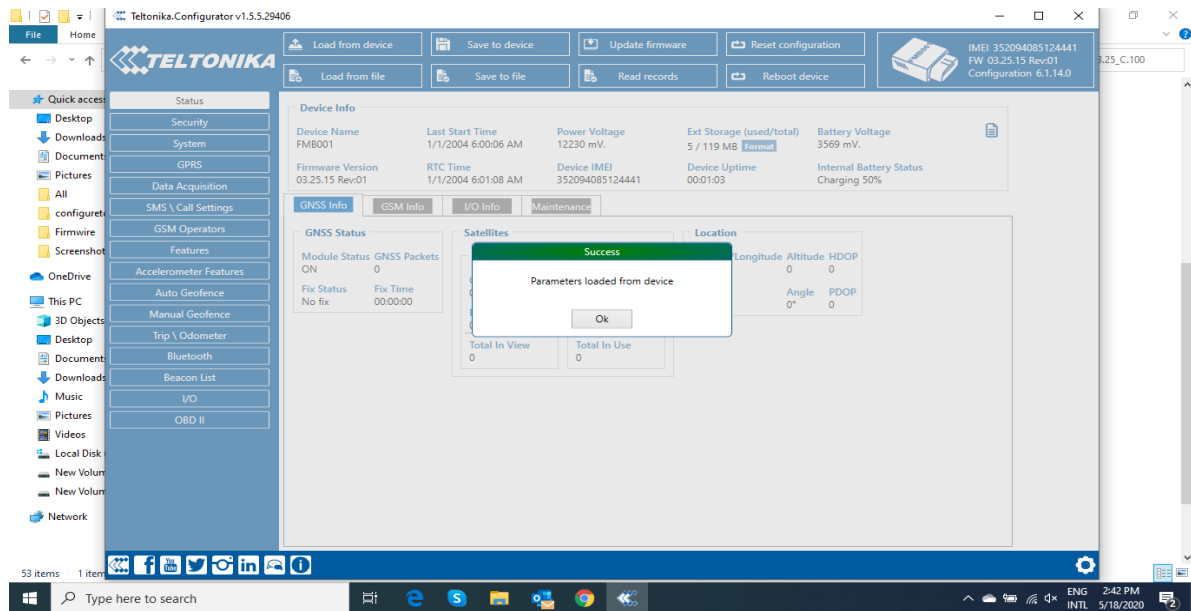 Teltonika.Configurator v1.5.5.29406
File Home
3.25_C.100
TELTONIKA
Load from device
Save to device
Update firmware
Reset configuration
Load from file
Save to file
Read records
Reboot device
IMEI 352094085124441
FW 03.25.15 Rev:01
Configuration 6.1.14.0
Quick access
Desktop
Downloads
Document
Pictures
All
configurete
Firmwire
Screenshot
OneDrive
This PC
3D Objects
Desktop
Document
Downloads
Music
Pictures
Videos
Local Disk
New Volum
New Volum
Network
53 items 1 item
Status
Security
System
GPRS
Data Acquisition
SMS \ Call Settings
GSM Operators
Features
Accelerometer Features
Auto Geofence
Manual Geofence
Trip \ Odometer
Bluetooth
Beacon List
I/O
OBD II
Device Info
Device Name Last Start Time Power Voltage Ext Storage (used/total) Battery Voltage
FMB001 1/1/2004 6:00:06 AM 12230 mV. 5 / 119 MB Format 3569 mV.
Firmware Version RTC Time Device IMEI Device Uptime Internal Battery Status
03.25.15 Rev:01 1/1/2004 6:01:08 AM 352094085124441 00:01:03 Charging 50%
GNSS Info GSM Info I/O Info Maintenance
GNSS Status
Module Status GNSS Packets
ON 0
Fix Status Fix Time
No fix 00:00:00
Satellites
Total In View Total In Use
0 0
Location
/Longitude Altitude HDOP
0 0
Angle PDOP
0° 0
Success
Parameters loaded from device
Ok
You Tube
in
Type here to search
ENG 2:42 PM
INTL 5/18/2020
2